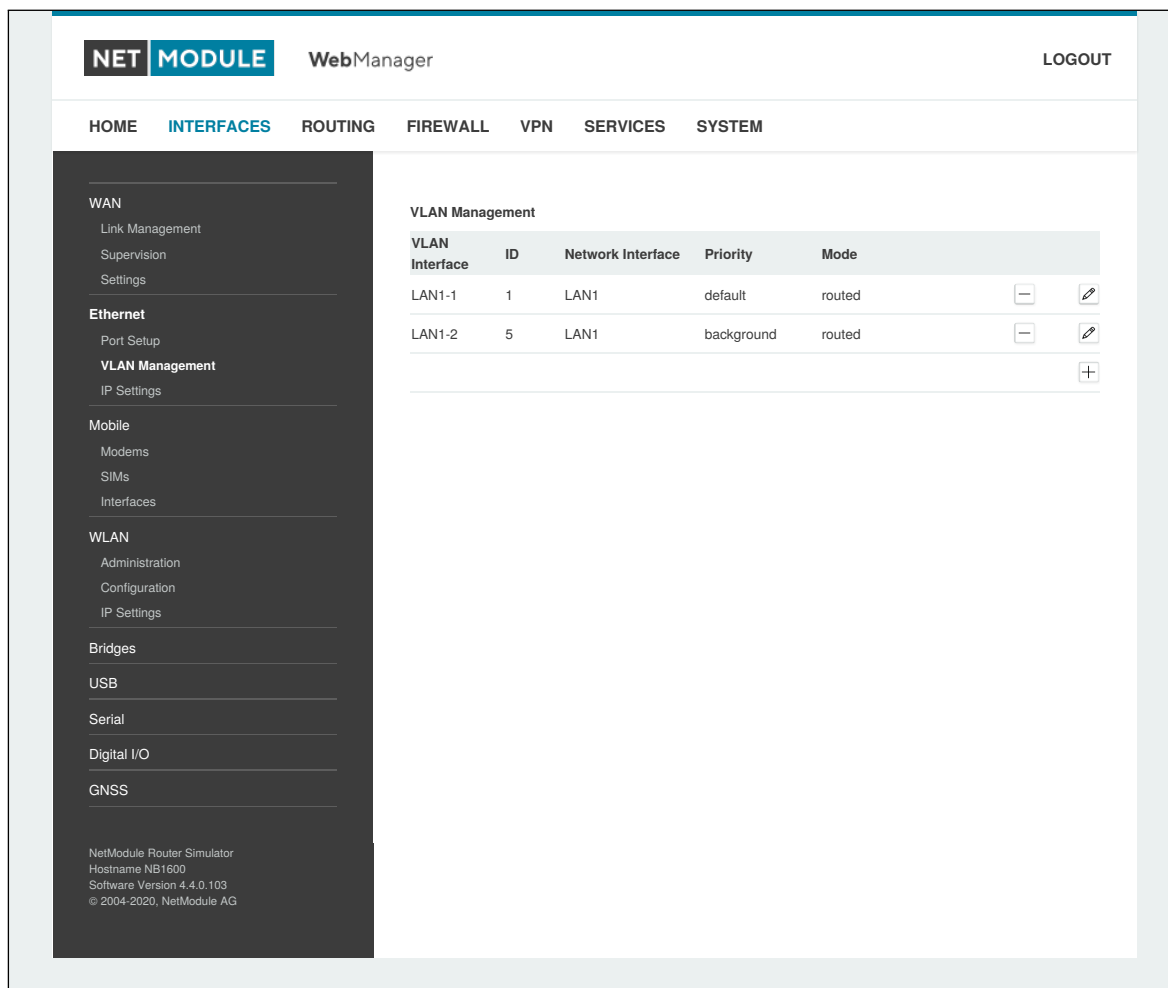 NET MODULE WebManager LOGOUT
HOME INTERFACES ROUTING FIREWALL VPN SERVICES SYSTEM
WAN
Link Management
Supervision
Settings
Ethernet
Port Setup
VLAN Management
IP Settings
Mobile
Modems
SIMs
Interfaces
WLAN
Administration
Configuration
IP Settings
Bridges
USB
Serial
Digital I/O
GNSS
NetModule Router Simulator
Hostname NB1600
Software Version 4.4.0.103
© 2004-2020, NetModule AG
VLAN Management
VLAN Interface ID Network Interface Priority Mode
LAN1-1 1 LAN1 default routed
LAN1-2 5 LAN1 background routed